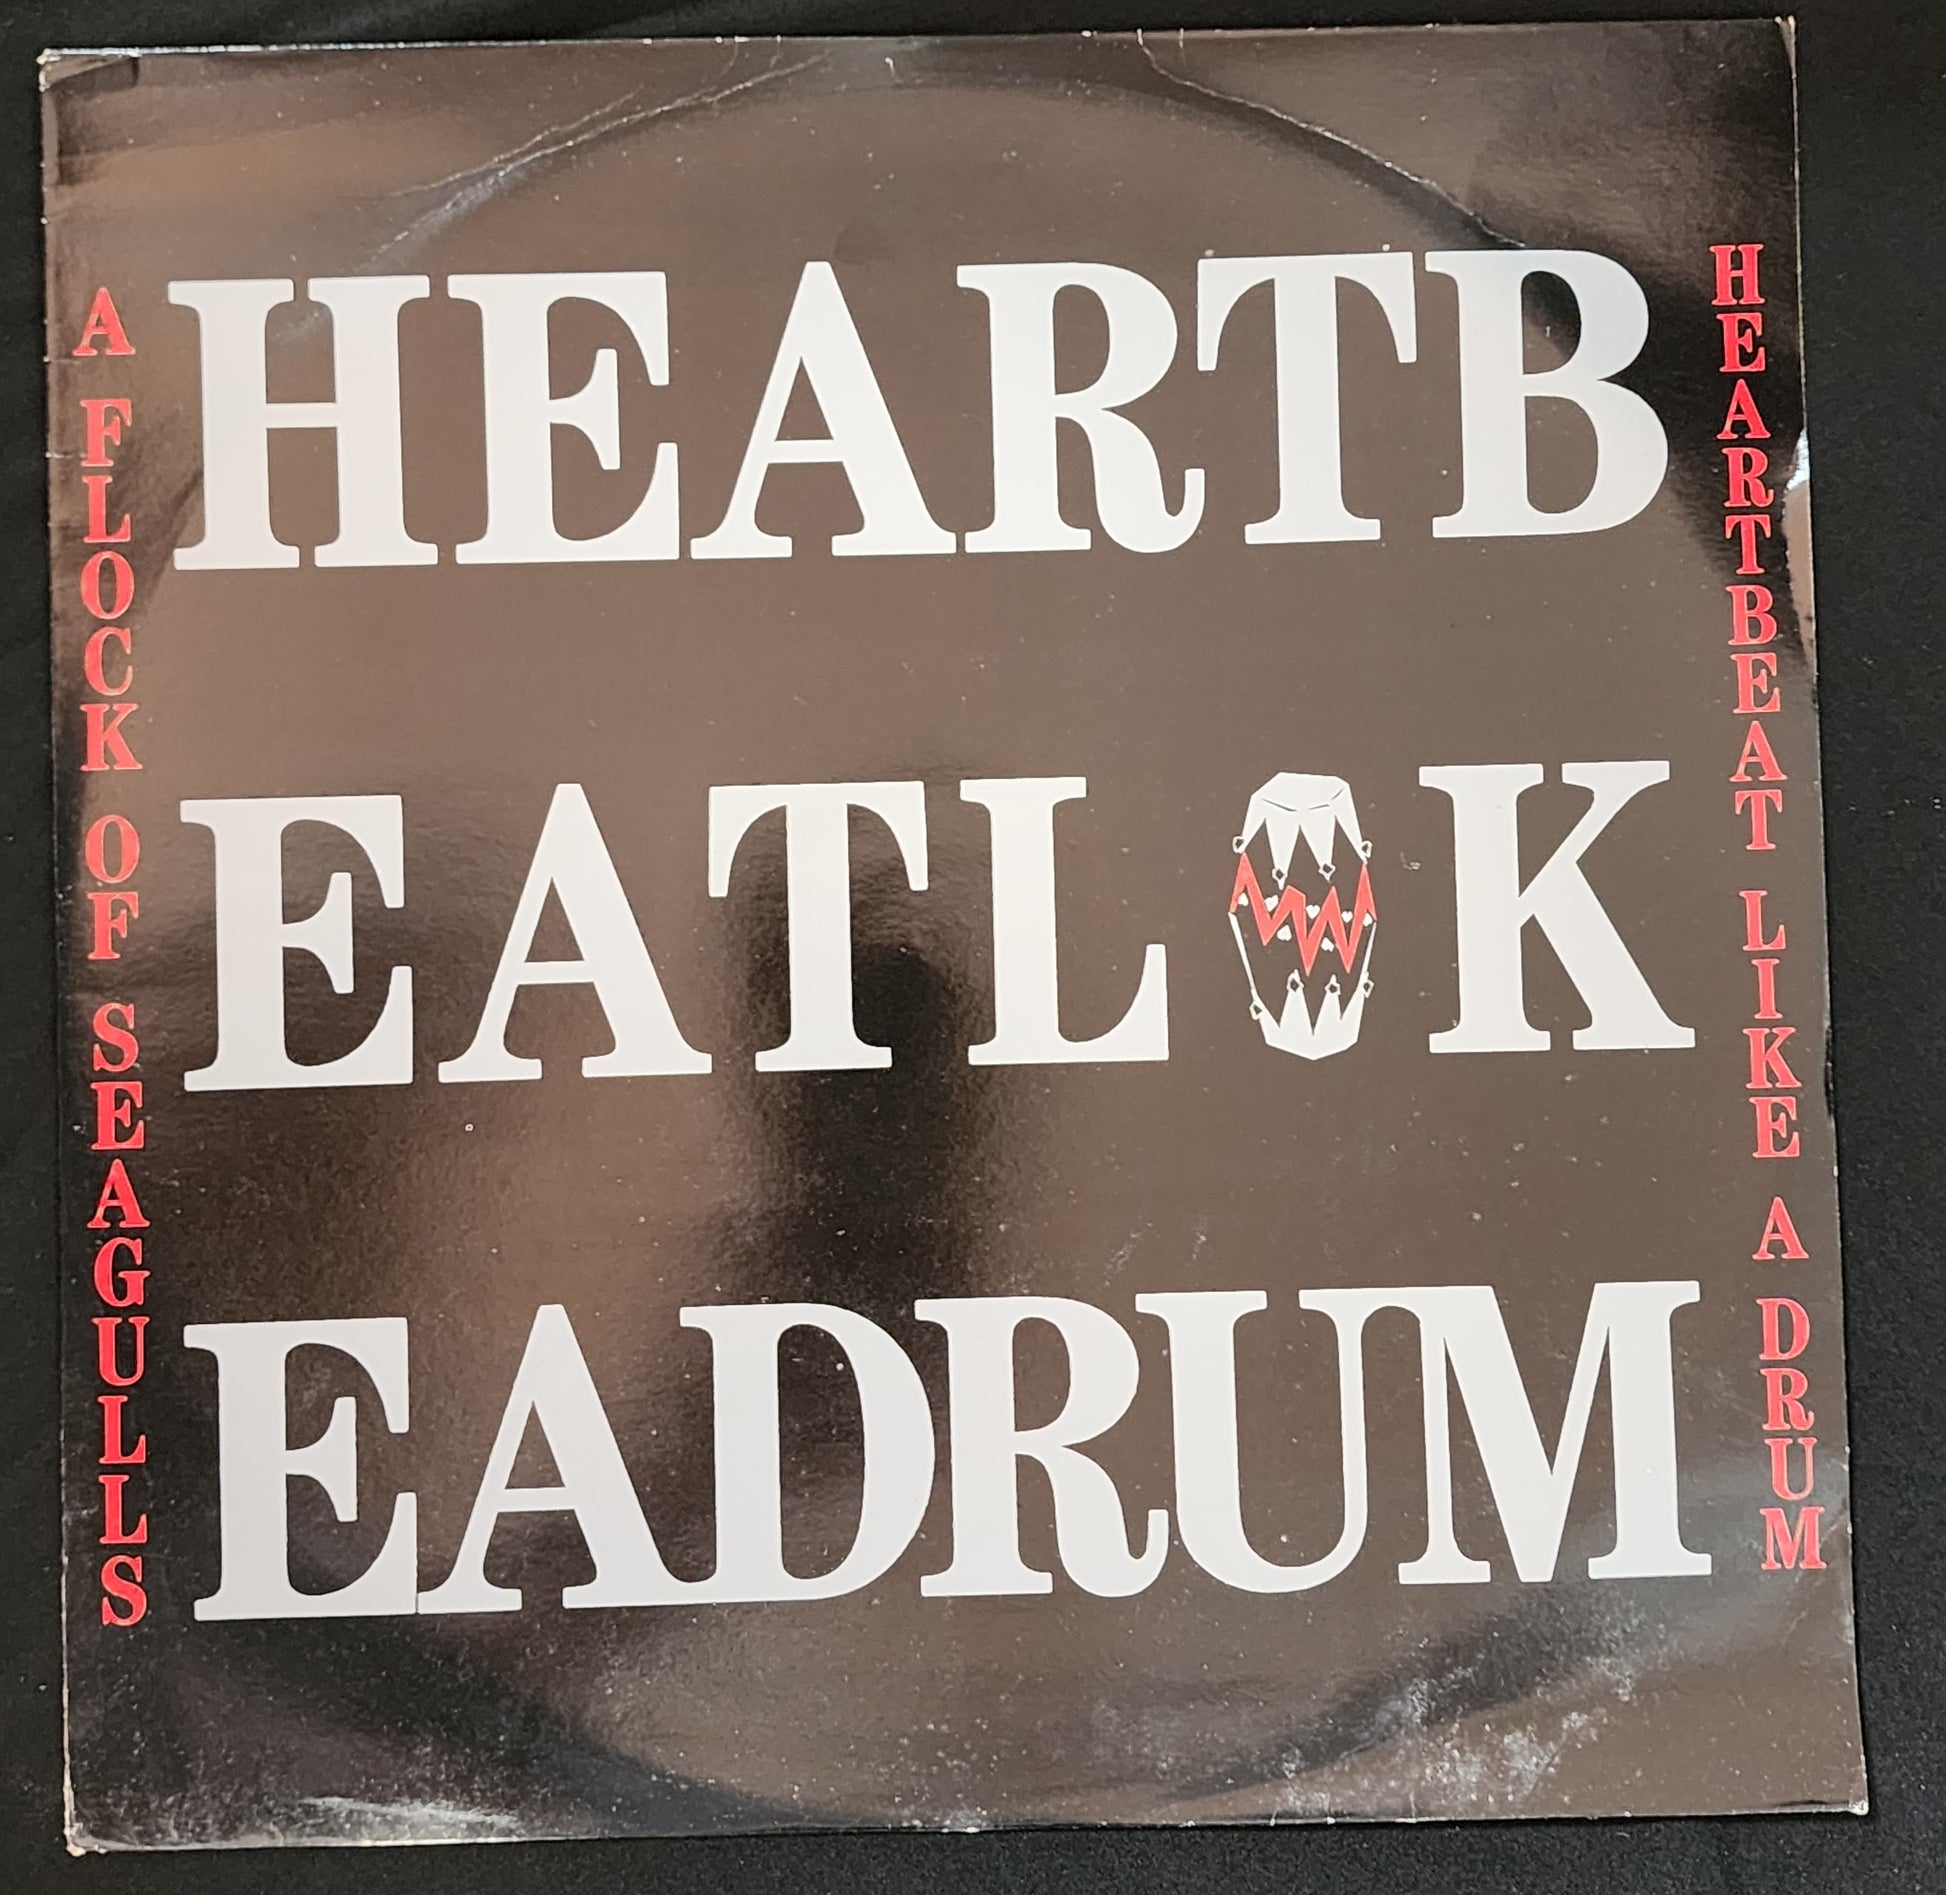 A FLOCK OF SEAGULLS
HEARTB
EATL K
EADRUM
HEARTBEAT LIKE A DRUM